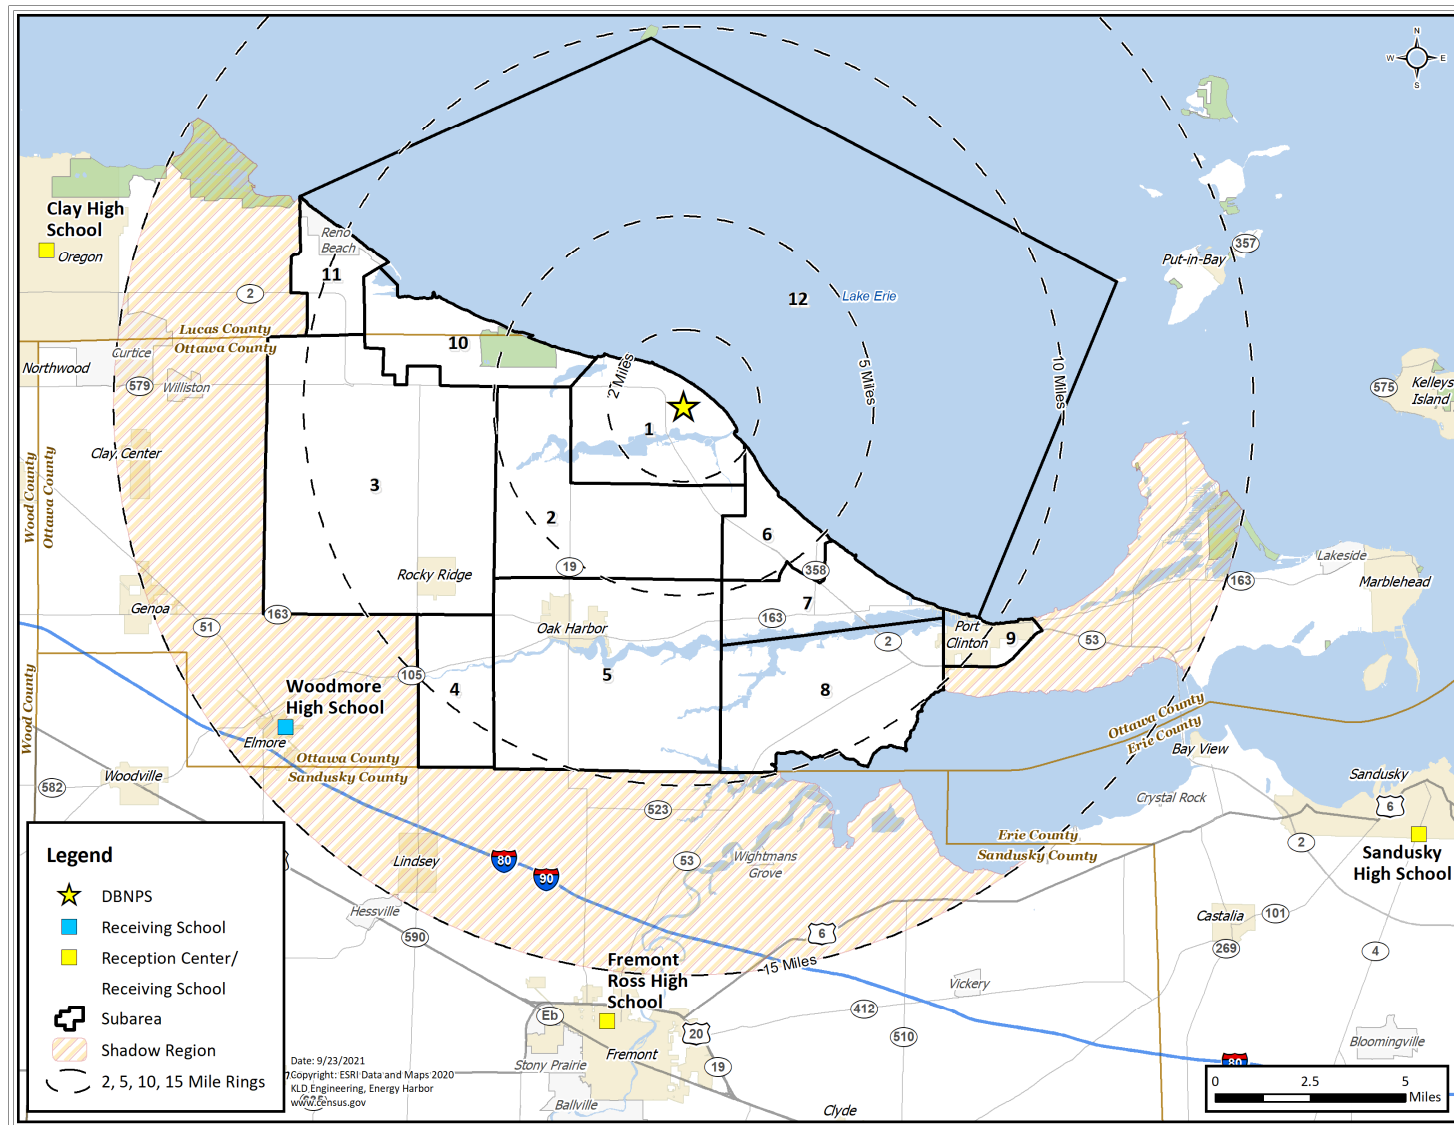 N
W
E
S
Clay High
School
Oregon
Reno
Beach
11
2
357
Put-in-Bay
12
Lake Erie
Lucas County
Ottawa County
10
Curtice
Northwood
579
Williston
2 Miles
5 Miles
10 Miles
575
Kelleys
Island
1
Clay Center
Wood County
Ottawa County
3
2
6
19
358
Rocky Ridge
Lakeside
Marblehead
163
Genoa
163
51
7
163
Oak Harbor
2
Port
Clinton
9
53
105
4
5
8
Woodmore
High School
Wood County
Elmore
Ottawa County
Sandusky County
Ottawa County
Erie County
Bay View
Woodville
582
Sandusky
6
Crystal Rock
523
2
Erie County
Sandusky County
Sandusky
High School
53
Wightmans
Grove
Lindsey
80
90
Hessville
590
6
Castalia
101
269
4
15 Miles
Fremont
Ross High
School
Vickery
412
510
Eb
20
Fremont
Stony Prairie
19
Ballville
Clyde
Bloomingville
80
Legend
DBNPS
Receiving School
Reception Center/
Receiving School
Subarea
Shadow Region
2, 5, 10, 15 Mile Rings
Date: 9/23/2021
Copyright: ESRI Data and Maps 2020
KLD Engineering, Energy Harbor
www.census.gov
0
2.5
5
Miles